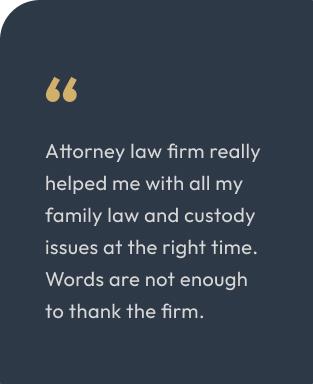 “
Attorney law firm really
helped me with all my
family law and custody
issues at the right time.
Words are not enough
to thank the firm.